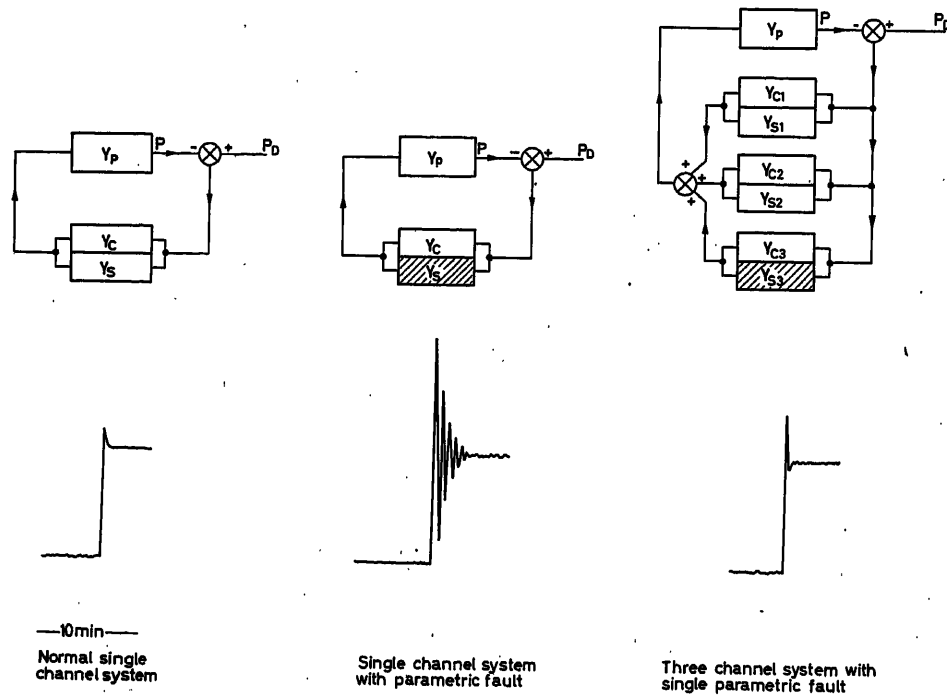 Y_P
P
-
+
P_D
Y_C
Y_S
Y_P
P
-
+
P_D
Y_C
Y_S
Y_P
P
-
+
P_D
Y_C1
Y_S1
+
+
+
Y_C2
Y_S2
Y_C3
Y_S3
10min
Normal single
channel system
Single channel system
with parametric fault
Three channel system with
single parametric fault